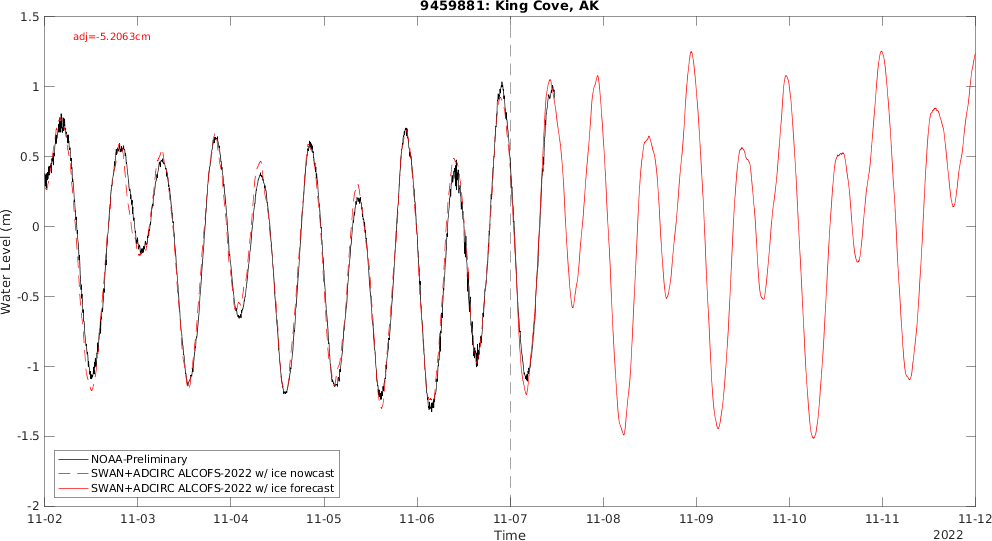 9459881: King Cove, AK
adj=-5.2063cm
1.5
1
0.5
0
-0.5
-1
-1.5
-2
Water Level (m)
NOAA-Preliminary
SWAN+ADCIRC ALCOFS-2022 w/ ice nowcast
SWAN+ADCIRC ALCOFS-2022 w/ ice forecast
11-02 11-03 11-04 11-05 11-06 11-07 11-08 11-09 11-10 11-11 11-12
Time
2022